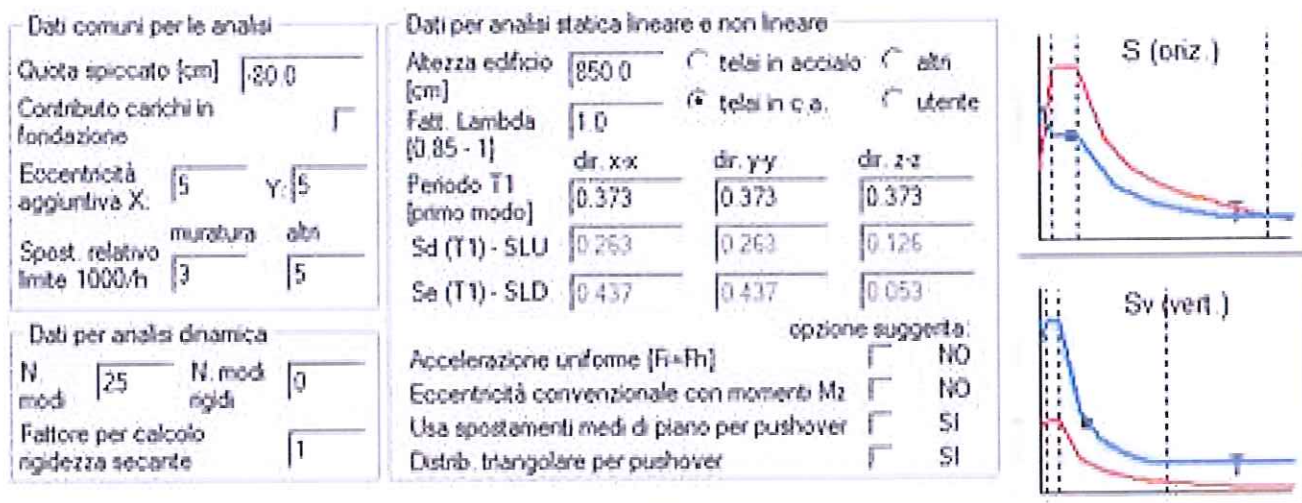 Dati comuni per le analisi
Quota spiccato [cm] -80.0
Contributo carichi in
fondazione
Eccentricità
aggiuntiva X: 5 Y: 5
muratura altri
Spost. relativo
limite 1000/h 3 5
Dati per analisi dinamica
N.
modi 25 N. modi
rigidi 0
Fattore per calcolo
rigidezza secante 1
Dati per analisi statica lineare e non lineare
Altezza edificio
[cm] 850.0 telai in acciaio altri
telai in c.a. utente
Fatt. Lambda
(0.85 - 1) 1.0
dir. x-x dir. y-y dir. z-z
Periodo T1
[primo modo] 0.373 0.373 0.373
Sd (T1) - SLU 0.263 0.263 0.126
Se (T1) - SLD 0.437 0.437 0.053
opzione suggerita:
Accelerazione uniforme [Fi=Fh] NO
Eccentricità convenzionale con momenti Mz NO
Usa spostamenti medi di piano per pushover SI
Distrib. triangolare per pushover SI
S (oriz.)
Sv (vert.)